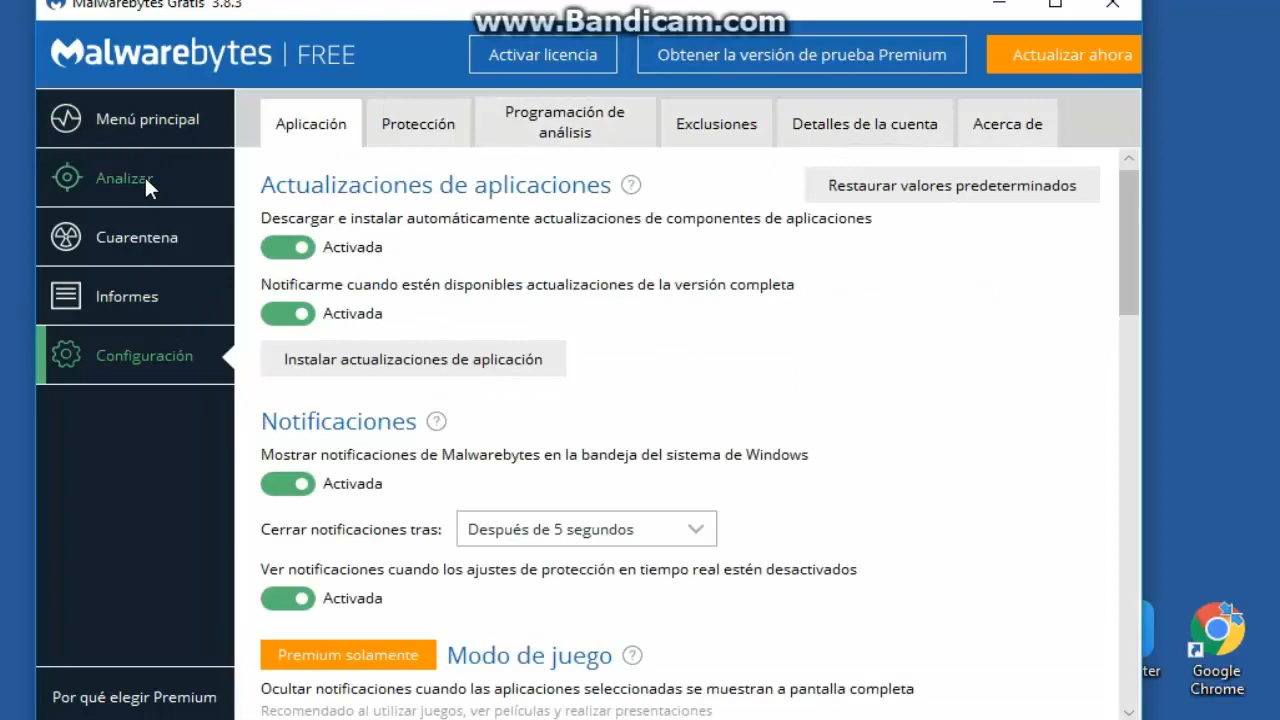 Malwarebytes Gratis 3.8.3
www.Bandicam.com
Malwarebytes | FREE
Activar licencia
Obtener la versión de prueba Premium
Actualizar ahora
Menú principal
Analizar
Cuarentena
Informes
Configuración
Por qué elegir Premium
Aplicación
Protección
Programación de
análisis
Exclusiones
Detalles de la cuenta
Acerca de
Actualizaciones de aplicaciones ?
Restaurar valores predeterminados
Descargar e instalar automáticamente actualizaciones de componentes de aplicaciones
Activada
Notificarme cuando estén disponibles actualizaciones de la versión completa
Activada
Instalar actualizaciones de aplicación
Notificaciones ?
Mostrar notificaciones de Malwarebytes en la bandeja del sistema de Windows
Activada
Cerrar notificaciones tras: Después de 5 segundos
Ver notificaciones cuando los ajustes de protección en tiempo real estén desactivados
Activada
Premium solamente Modo de juego ?
Ocultar notificaciones cuando las aplicaciones seleccionadas se muestran a pantalla completa
Recomendado al utilizar juegos, ver películas y realizar presentaciones
ter
Google
Chrome